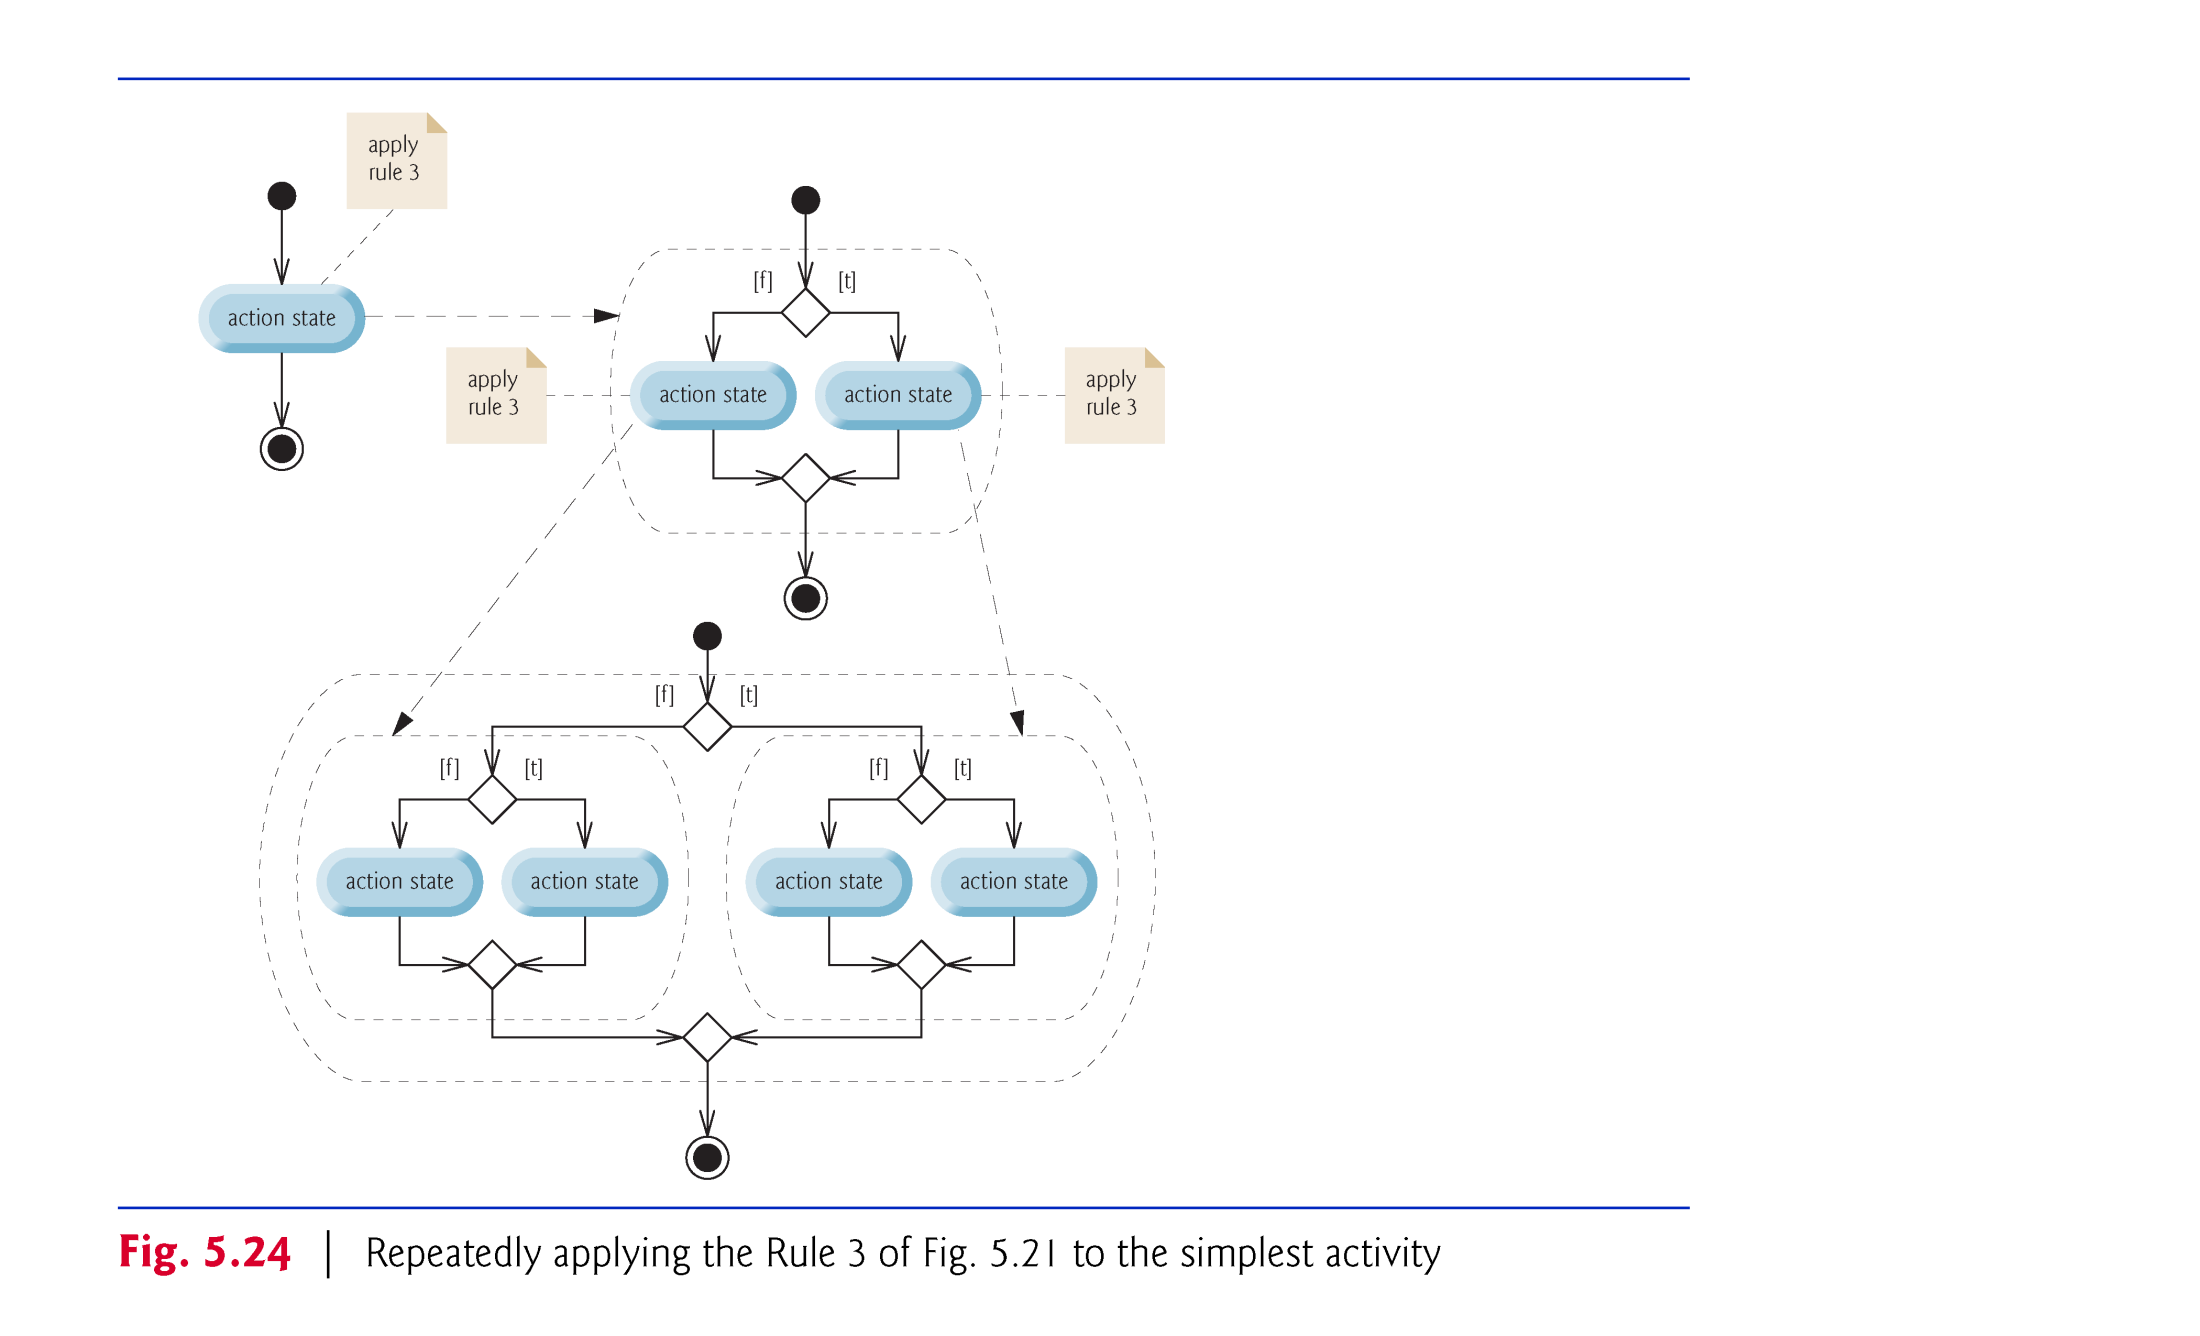 apply
rule 3
action state
[f] [t]
apply
rule 3
action state
action state
apply
rule 3
[f] [t]
[f] [t]
[f] [t]
action state
action state
action state
action state
Fig. 5.24 | Repeatedly applying the Rule 3 of Fig. 5.21 to the simplest activity